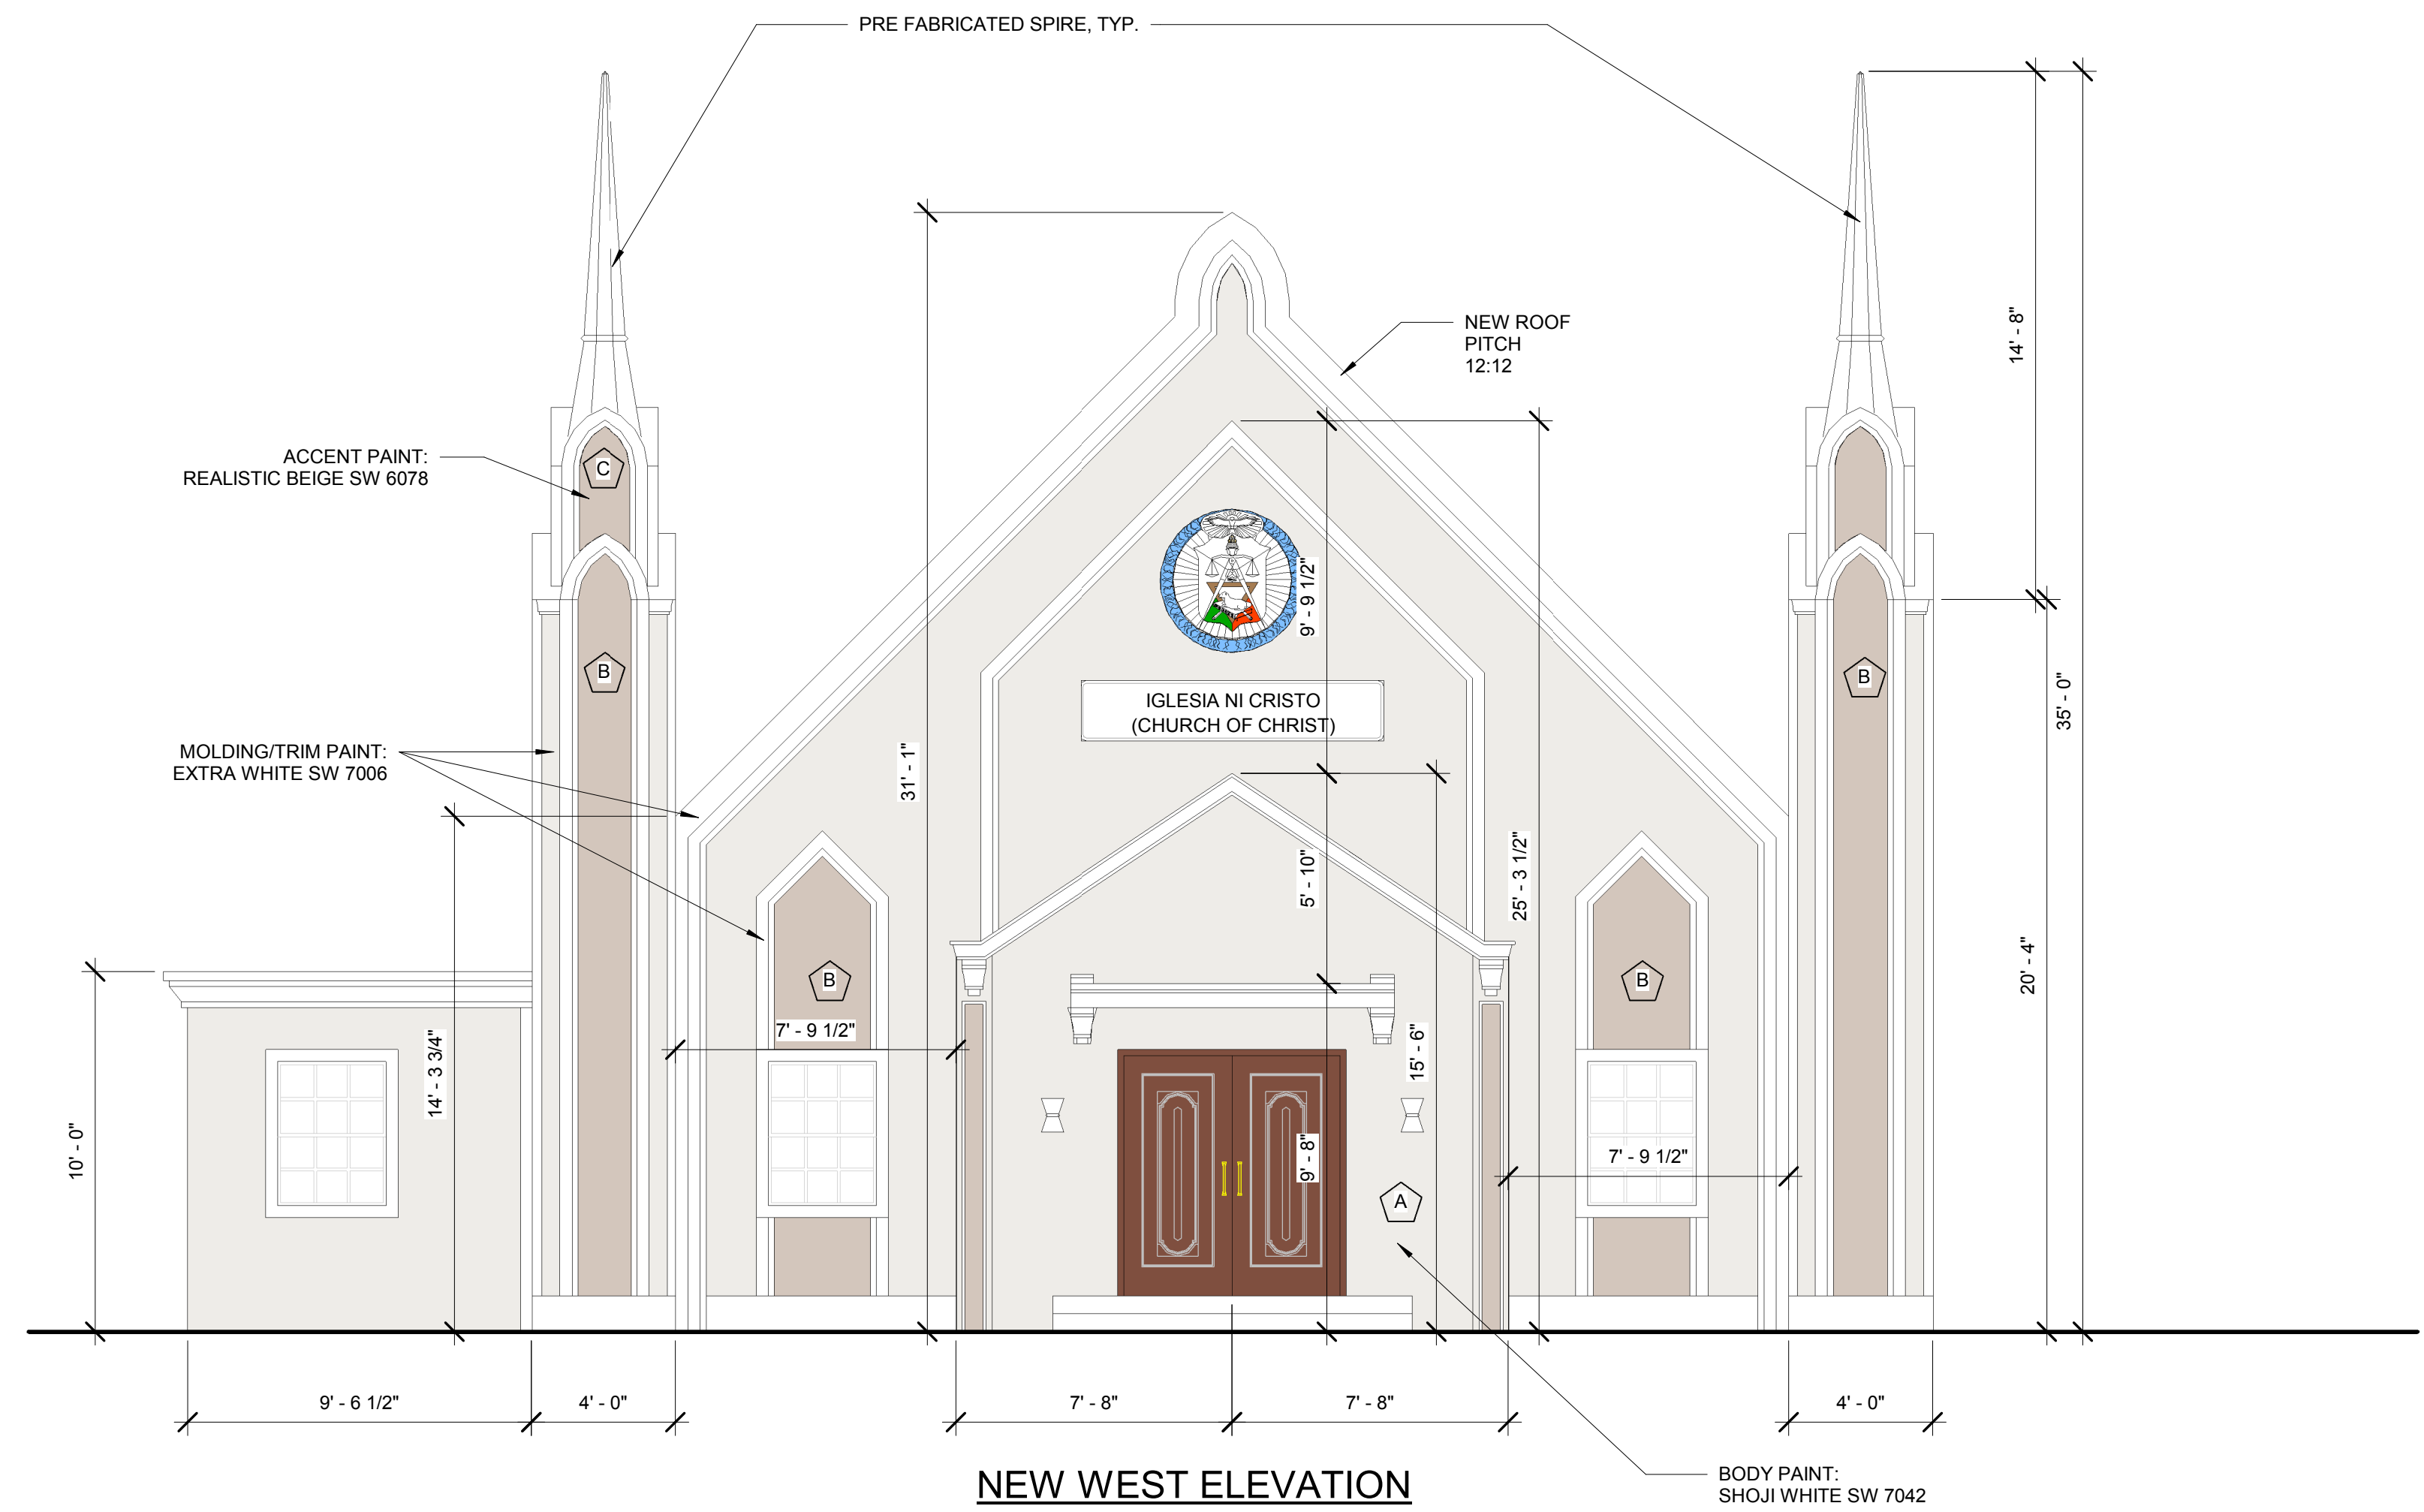 PRE FABRICATED SPIRE, TYP.
NEW ROOF
PITCH
12:12
14' - 8"
ACCENT PAINT:
REALISTIC BEIGE SW 6078
C
9' - 9 1/2"
B
B
35' - 0"
IGLESIA NI CRISTO
(CHURCH OF CHRIST)
MOLDING/TRIM PAINT:
EXTRA WHITE SW 7006
31' - 1"
5' - 10"
25' - 3 1/2"
20' - 4"
B
B
7' - 9 1/2"
14' - 3 3/4"
15' - 6"
10' - 0"
9' - 8"
7' - 9 1/2"
A
9' - 6 1/2"
4' - 0"
7' - 8"
7' - 8"
4' - 0"
NEW WEST ELEVATION
BODY PAINT:
SHOJI WHITE SW 7042